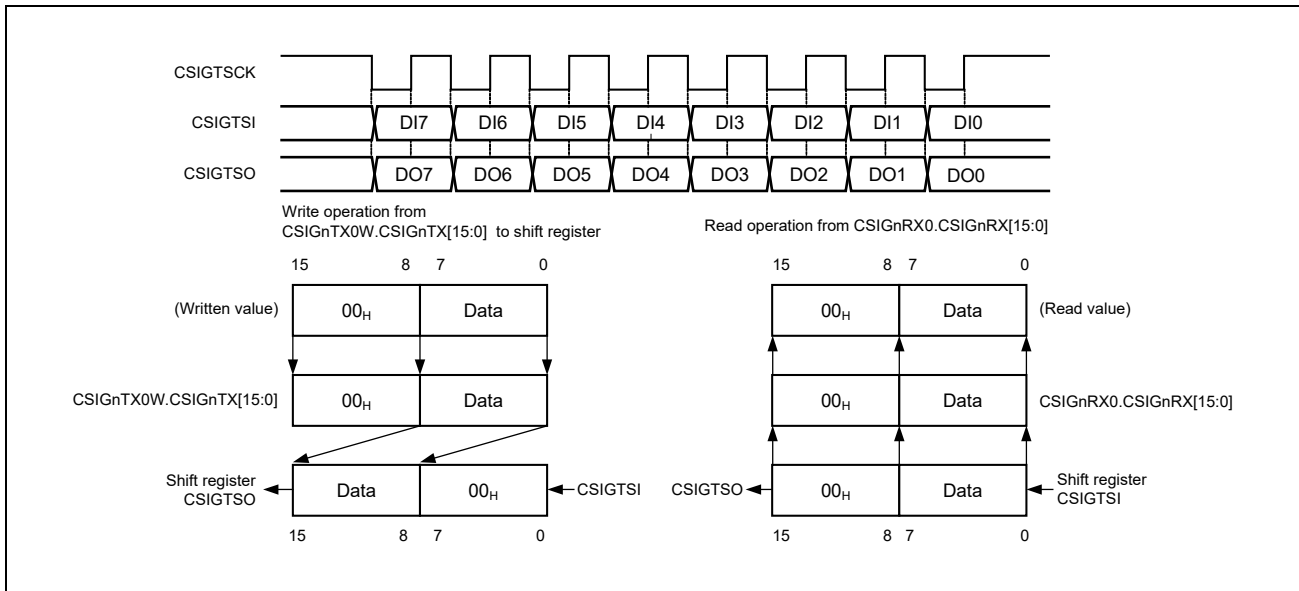 CSIGTSCK
CSIGTSI DI7 DI6 DI5 DI4 DI3 DI2 DI1 DI0
CSIGTSO DO7 DO6 DO5 DO4 DO3 DO2 DO1 DO0
Write operation from
CSIGnTX0W.CSIGnTX[15:0] to shift register
15 8 7 0
(Written value) 00H Data
CSIGnTX0W.CSIGnTX[15:0] 00H Data
Shift register
CSIGTSO Data 00H CSIGTSI
15 8 7 0
Read operation from CSIGnRX0.CSIGnRX[15:0]
15 8 7 0
00H Data (Read value)
00H Data CSIGnRX0.CSIGnRX[15:0]
CSIGTSO 00H Data Shift register
CSIGTSI
15 8 7 0